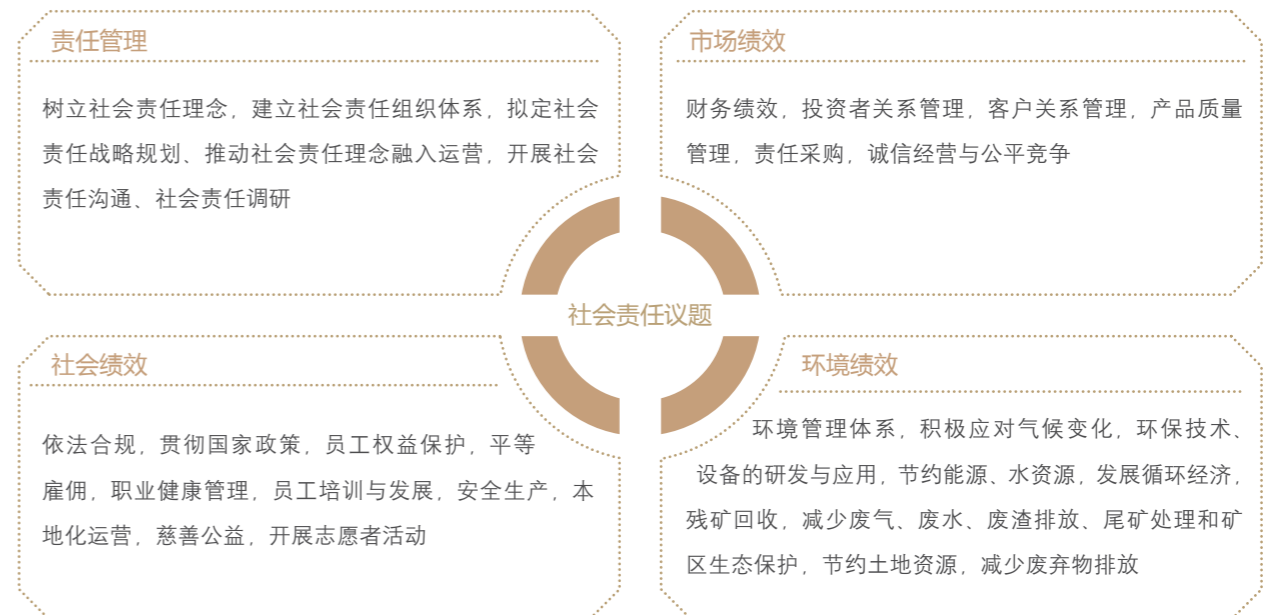 责任管理
树立社会责任理念，建立社会责任组织体系，拟定社会
责任战略规划、推动社会责任理念融入运营，开展社会
责任沟通、社会责任调研
市场绩效
财务绩效，投资者关系管理，客户关系管理，产品质量
管理，责任采购，诚信经营与公平竞争
社会责任议题
社会绩效
依法合规，贯彻国家政策，员工权益保护，平等
雇佣，职业健康管理，员工培训与发展，安全生产，本
地化运营，慈善公益，开展志愿者活动
环境绩效
环境管理体系，积极应对气候变化，环保技术、
设备的研发与应用，节约能源、水资源，发展循环经济，
残矿回收，减少废气、废水、废渣排放、尾矿处理和矿
区生态保护，节约土地资源，减少废弃物排放